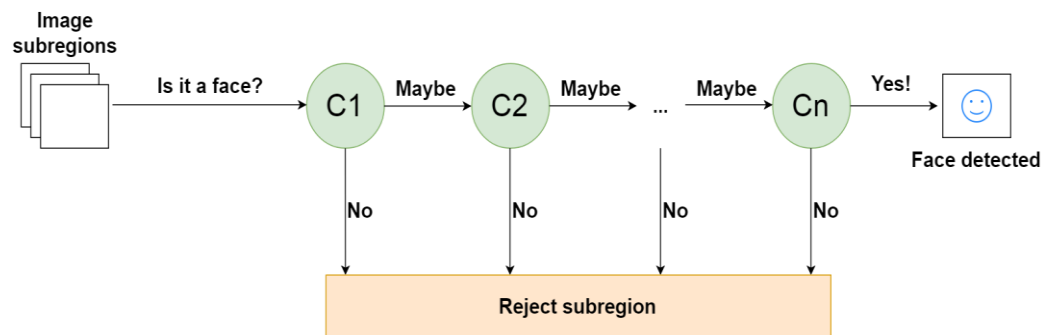 Image
subregions
Is it a face?
C1
Maybe
C2
Maybe
...
Maybe
Cn
Yes!
Face detected
No
No
No
No
Reject subregion